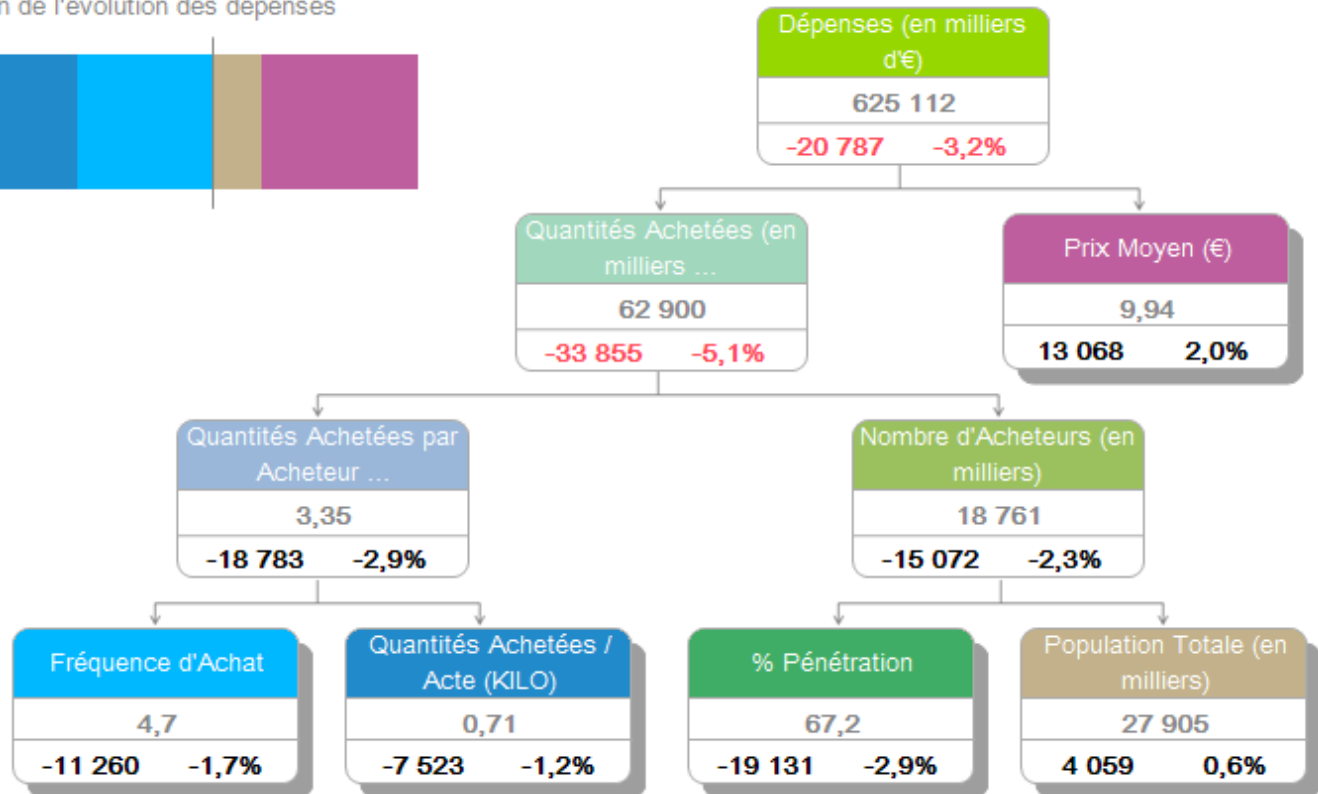 n de l'évolution des dépenses
Dépenses (en milliers
d'€)
625 112
-20 787 -3,2%
Quantités Achetées (en
milliers ...
62 900
-33 855 -5,1%
Prix Moyen (€)
9,94
13 068 2,0%
Quantités Achetées par
Acheteur ...
3,35
-18 783 -2,9%
Nombre d'Acheteurs (en
milliers)
18 761
-15 072 -2,3%
Fréquence d'Achat
4,7
-11 260 -1,7%
Quantités Achetées /
Acte (KILO)
0,71
-7 523 -1,2%
% Pénétration
67,2
-19 131 -2,9%
Population Totale (en
milliers)
27 905
4 059 0,6%